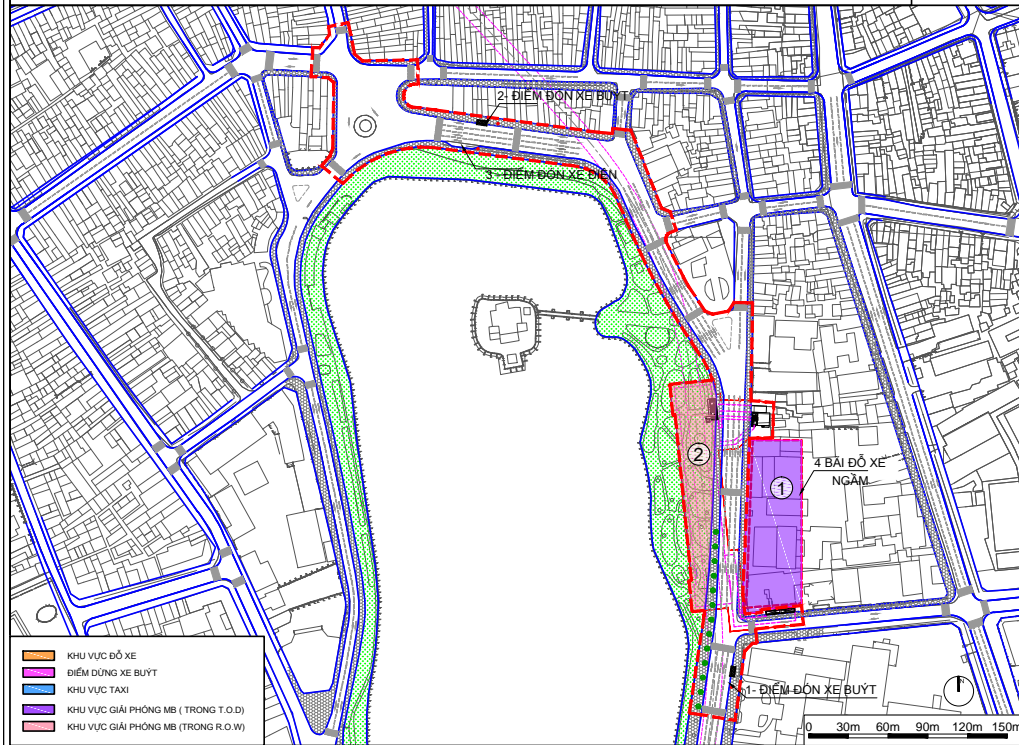 2- ĐIỂM ĐÓN XE BUÝT
3 - ĐIỂM ĐÓN XE ĐIỆN
2
1
4 BÃI ĐỖ XE
NGẦM
1- ĐIỂM ĐÓN XE BUÝT
KHU VỰC ĐỖ XE
ĐIỂM DỪNG XE BUÝT
KHU VỰC TAXI
KHU VỰC GIẢI PHÓNG MB ( TRONG T.O.D)
KHU VỰC GIẢI PHÓNG MB (TRONG R.O.W)
0 30m 60m 90m 120m 150m